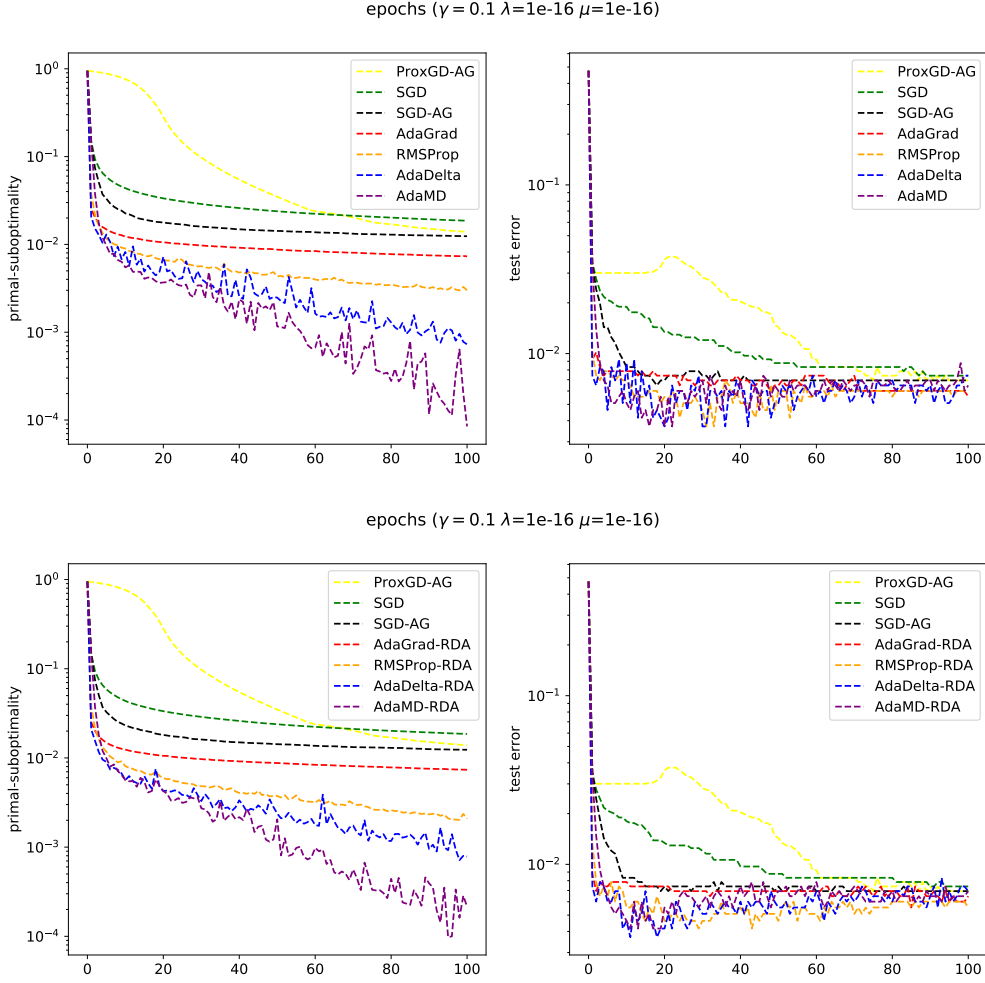 epochs (γ = 0.1 λ=1e-16 μ=1e-16)
primal-suboptimality
10⁰
10⁻¹
10⁻²
10⁻³
10⁻⁴
0 20 40 60 80 100
ProxGD-AG
SGD
SGD-AG
AdaGrad
RMSProp
AdaDelta
AdaMD
test error
10⁻¹
10⁻²
0 20 40 60 80 100
ProxGD-AG
SGD
SGD-AG
AdaGrad
RMSProp
AdaDelta
AdaMD
epochs (γ = 0.1 λ=1e-16 μ=1e-16)
primal-suboptimality
10⁰
10⁻¹
10⁻²
10⁻³
10⁻⁴
0 20 40 60 80 100
ProxGD-AG
SGD
SGD-AG
AdaGrad-RDA
RMSProp-RDA
AdaDelta-RDA
AdaMD-RDA
test error
10⁻¹
10⁻²
0 20 40 60 80 100
ProxGD-AG
SGD
SGD-AG
AdaGrad-RDA
RMSProp-RDA
AdaDelta-RDA
AdaMD-RDA